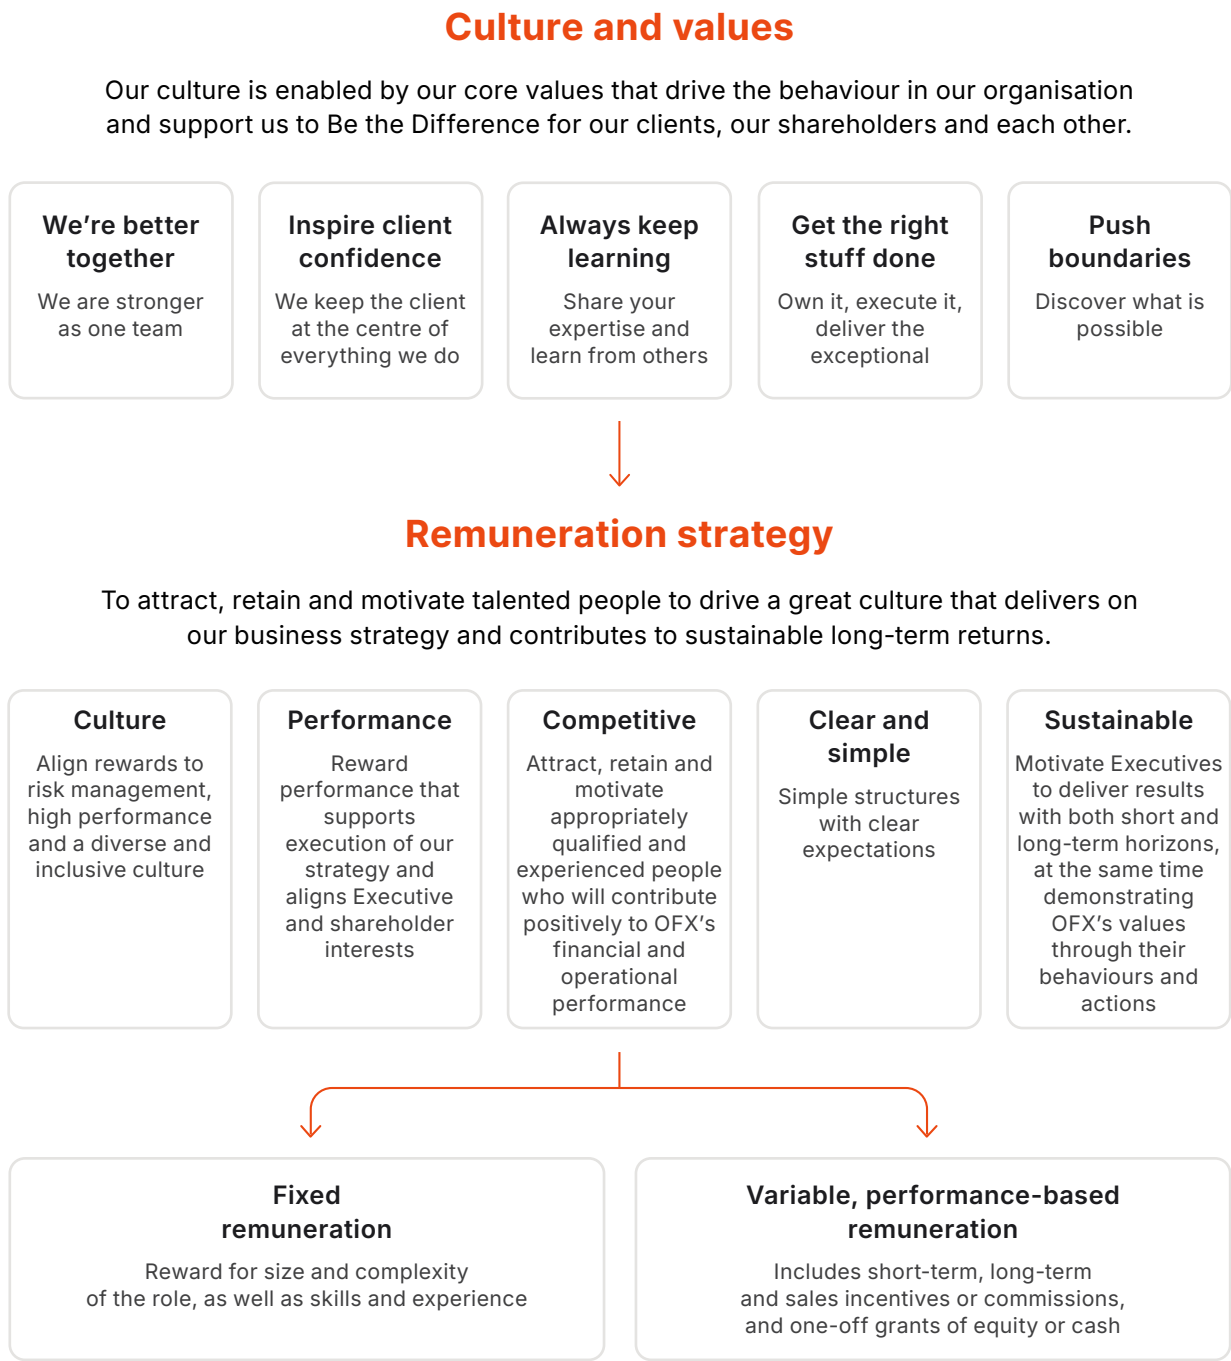 Culture and values
Our culture is enabled by our core values that drive the behaviour in our organisation
and support us to Be the Difference for our clients, our shareholders and each other.
We’re better
together
We are stronger
as one team
Inspire client
confidence
We keep the client
at the centre of
everything we do
Always keep
learning
Share your
expertise and
learn from others
Get the right
stuff done
Own it, execute it,
deliver the
exceptional
Push
boundaries
Discover what is
possible
Remuneration strategy
To attract, retain and motivate talented people to drive a great culture that delivers on
our business strategy and contributes to sustainable long-term returns.
Culture
Align rewards to
risk management,
high performance
and a diverse and
inclusive culture
Performance
Reward
performance that
supports
execution of our
strategy and
aligns Executive
and shareholder
interests
Competitive
Attract, retain and
motivate
appropriately
qualified and
experienced people
who will contribute
positively to OFX’s
financial and
operational
performance
Clear and
simple
Simple structures
with clear
expectations
Sustainable
Motivate Executives
to deliver results
with both short and
long-term horizons,
at the same time
demonstrating
OFX’s values
through their
behaviours and
actions
Fixed
remuneration
Reward for size and complexity
of the role, as well as skills and experience
Variable, performance-based
remuneration
Includes short-term, long-term
and sales incentives or commissions,
and one-off grants of equity or cash